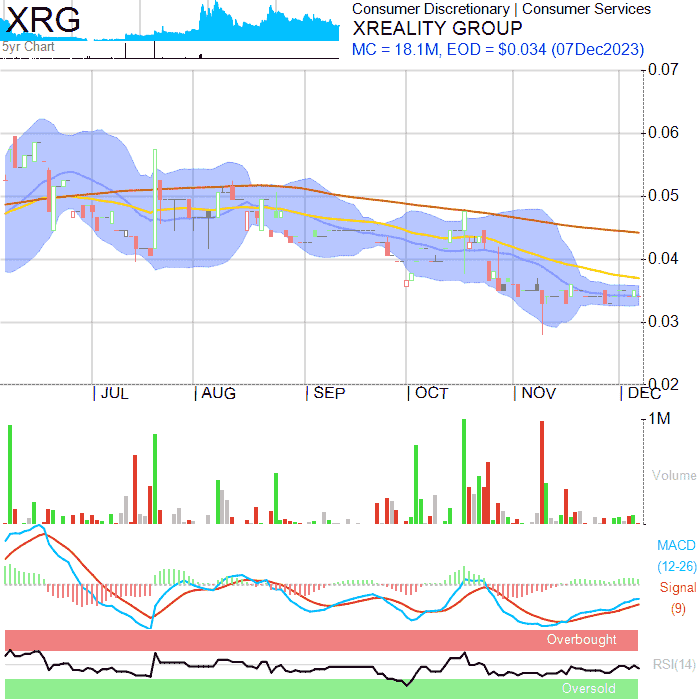 XRG
Consumer Discretionary | Consumer Services
XREALITY GROUP
MC = 18.1M, EOD = $0.034 (07Dec2023)
5yr Chart
0.07
0.06
0.05
0.04
0.03
0.02
JUL AUG SEP OCT NOV DEC
1M
Volume
MACD
(12-26)
Signal
(9)
Overbought
RSI(14)
Oversold